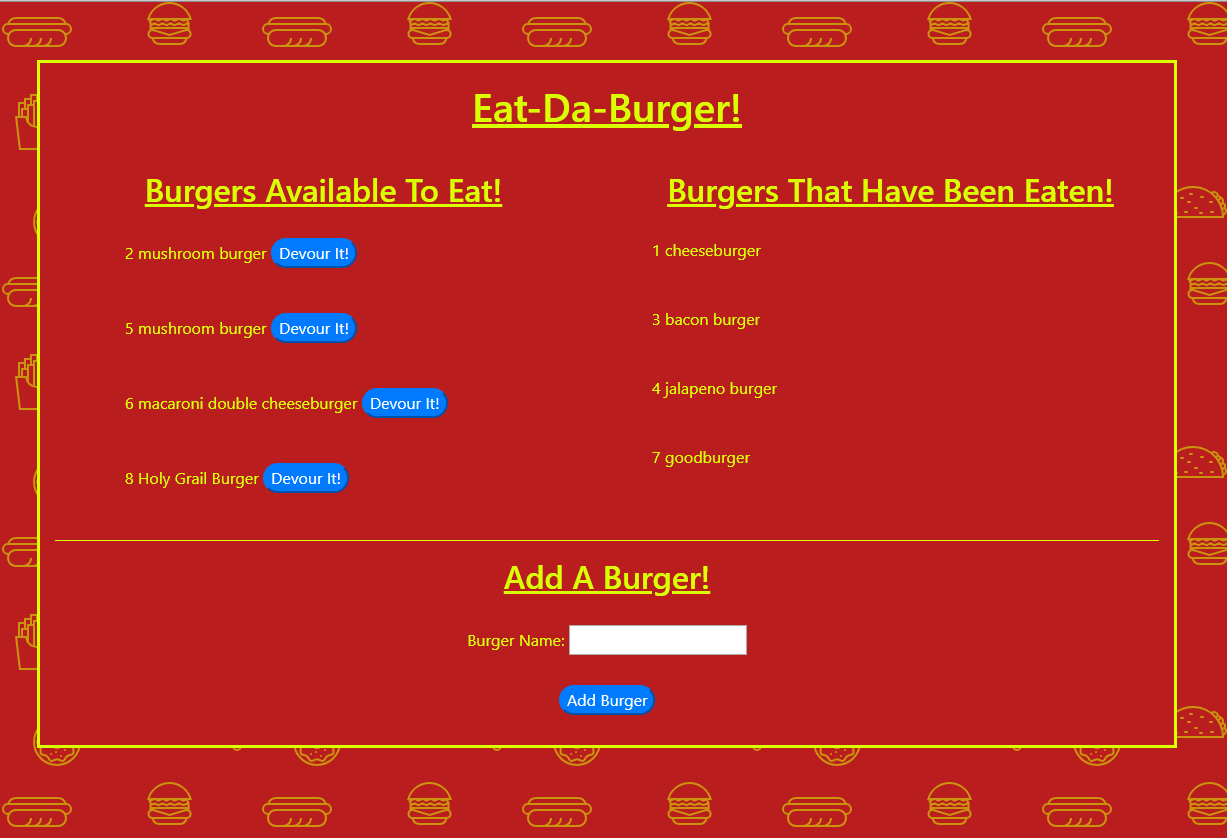 Eat-Da-Burger!
Burgers Available To Eat!
2 mushroom burger Devour It!
5 mushroom burger Devour It!
6 macaroni double cheeseburger Devour It!
8 Holy Grail Burger Devour It!
Burgers That Have Been Eaten!
1 cheeseburger
3 bacon burger
4 jalapeno burger
7 goodburger
Add A Burger!
Burger Name:
Add Burger